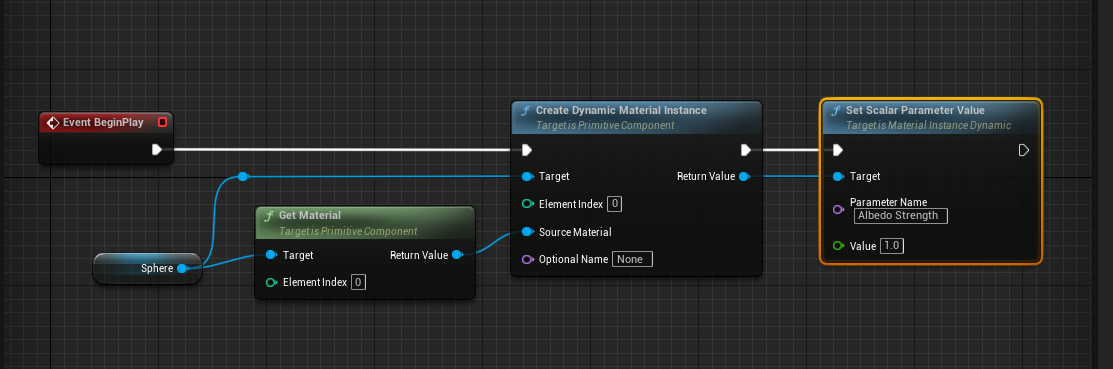 Event BeginPlay
Sphere
Get Material
Target is Primitive Component
Target
Return Value
Element Index 0
Create Dynamic Material Instance
Target is Primitive Component
Target
Return Value
Element Index 0
Source Material
Optional Name None
Set Scalar Parameter Value
Target is Material Instance Dynamic
Target
Parameter Name
Albedo Strength
Value 1.0